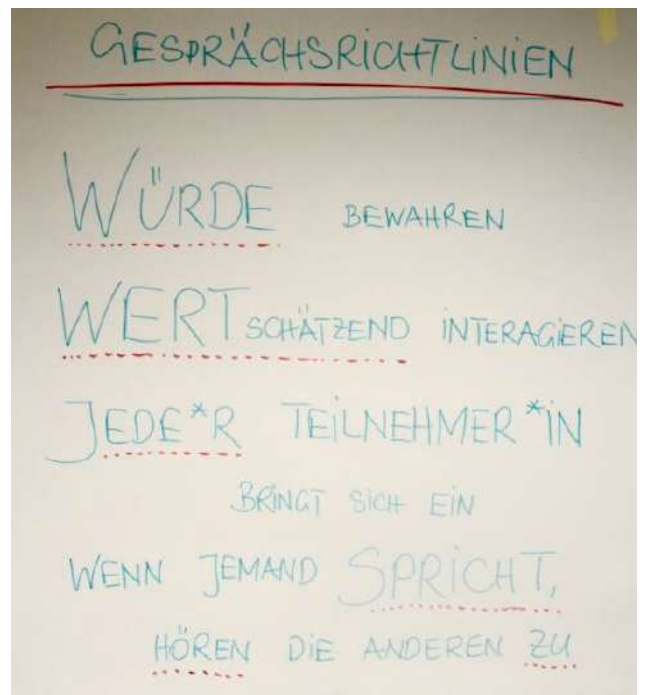 GESPRÄCHSRICHTLINIEN
WÜRDE BEWAHREN
WERTSCHÄTZEND INTERAGIEREN
JEDE*R TEILNEHMER*IN
BRINGT SICH EIN
WENN JEMAND SPRICHT,
HÖREN DIE ANDEREN ZU